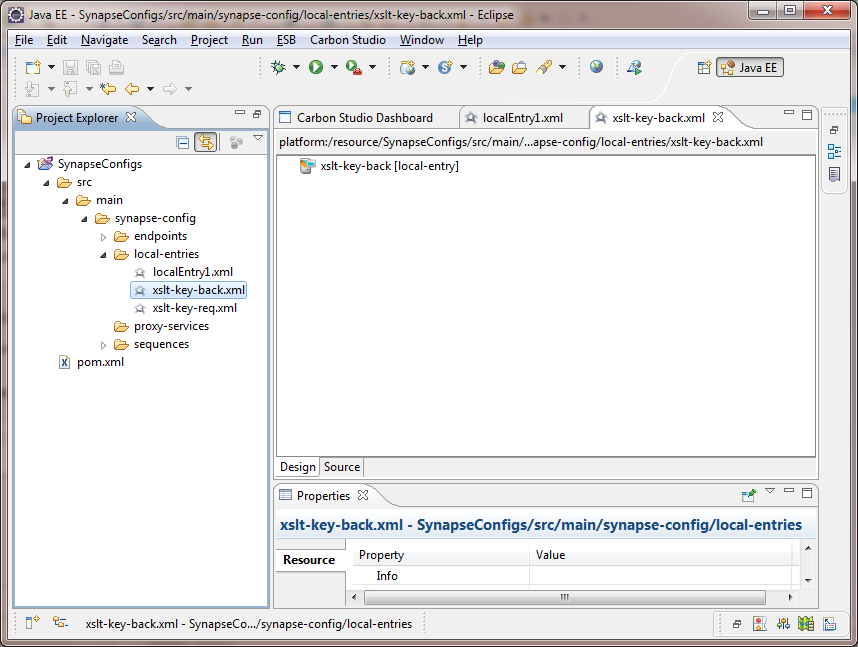 Java EE - SynapseConfigs/src/main/synapse-config/local-entries/xslt-key-back.xml - Eclipse
File Edit Navigate Search Project Run ESB Carbon Studio Window Help
Java EE
Project Explorer
SynapseConfigs
src
main
synapse-config
endpoints
local-entries
localEntry1.xml
xslt-key-back.xml
xslt-key-req.xml
proxy-services
sequences
pom.xml
Carbon Studio Dashboard localEntry1.xml xslt-key-back.xml
platform:/resource/SynapseConfigs/src/main/...apse-config/local-entries/xslt-key-back.xml
xslt-key-back [local-entry]
Design Source
Properties
xslt-key-back.xml - SynapseConfigs/src/main/synapse-config/local-entries
Resource
Property Value
Info
xslt-key-back.xml - SynapseCo.../synapse-config/local-entries